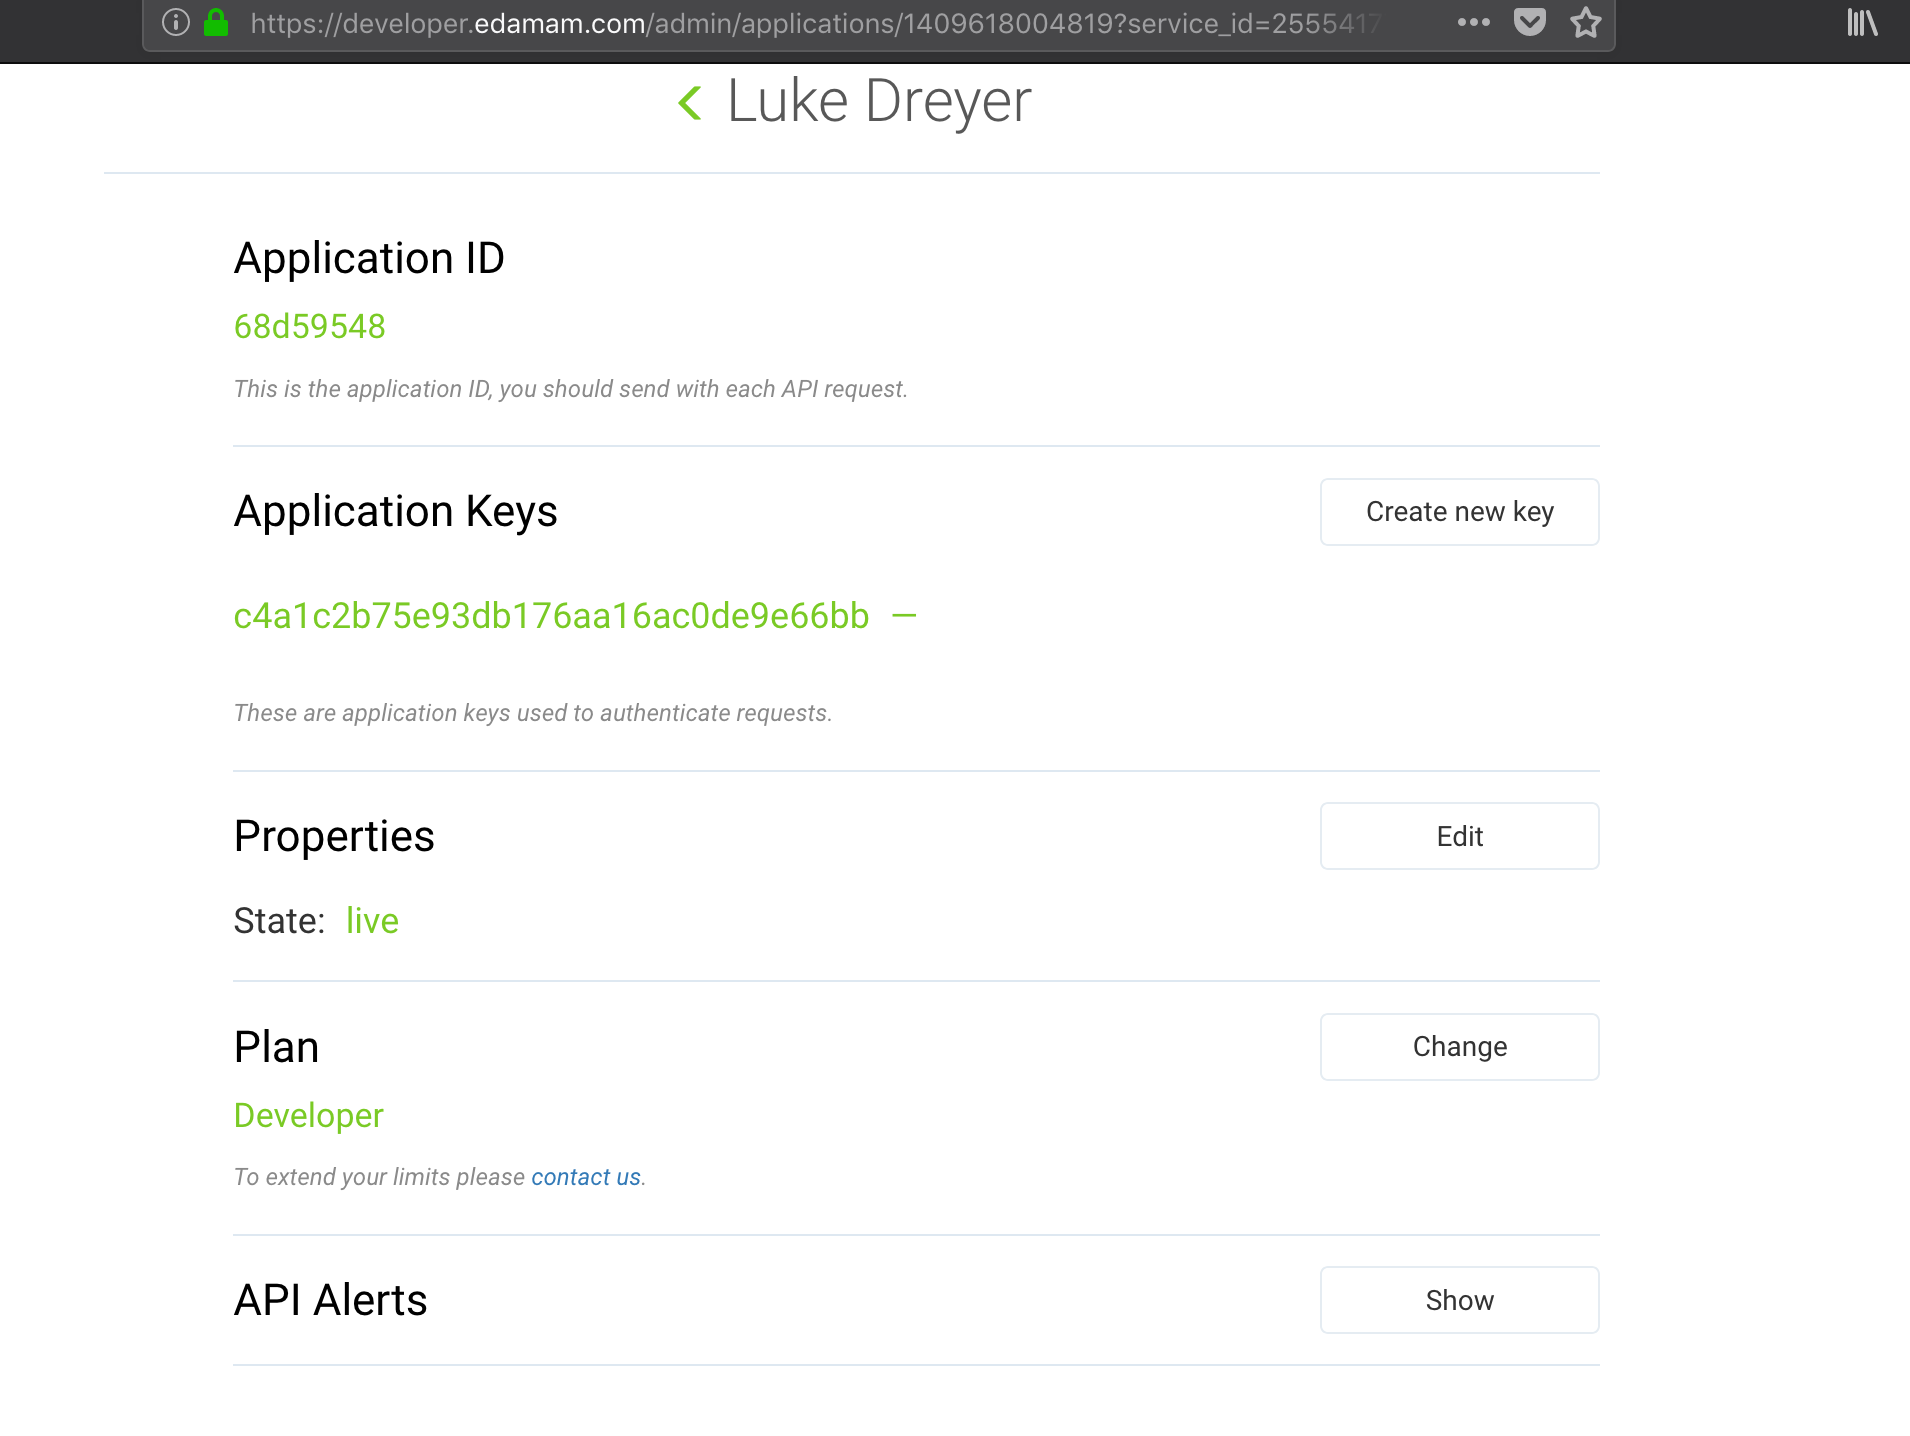 https://developer.edamam.com/admin/applications/1409618004819?service_id=2555417
Luke Dreyer
Application ID
68d59548
This is the application ID, you should send with each API request.
Application Keys
Create new key
c4a1c2b75e93db176aa16ac0de9e66bb —
These are application keys used to authenticate requests.
Properties
Edit
State: live
Plan
Change
Developer
To extend your limits please contact us.
API Alerts
Show